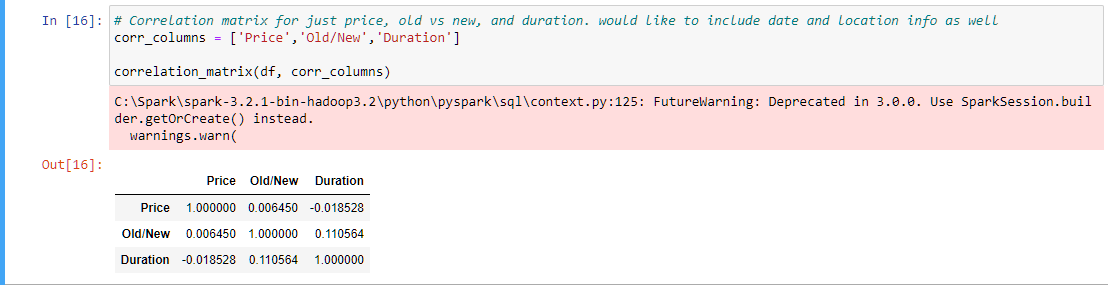 In [16]: # Correlation matrix for just price, old vs new, and duration. would like to include date and location info as well
corr_columns = ['Price','Old/New','Duration']
correlation_matrix(df, corr_columns)
C:\Spark\spark-3.2.1-bin-hadoop3.2\python\pyspark\sql\context.py:125: FutureWarning: Deprecated in 3.0.0. Use SparkSession.buil
der.getOrCreate() instead.
warnings.warn(
Out[16]:
Price Old/New Duration
Price 1.000000 0.006450 -0.018528
Old/New 0.006450 1.000000 0.110564
Duration -0.018528 0.110564 1.000000